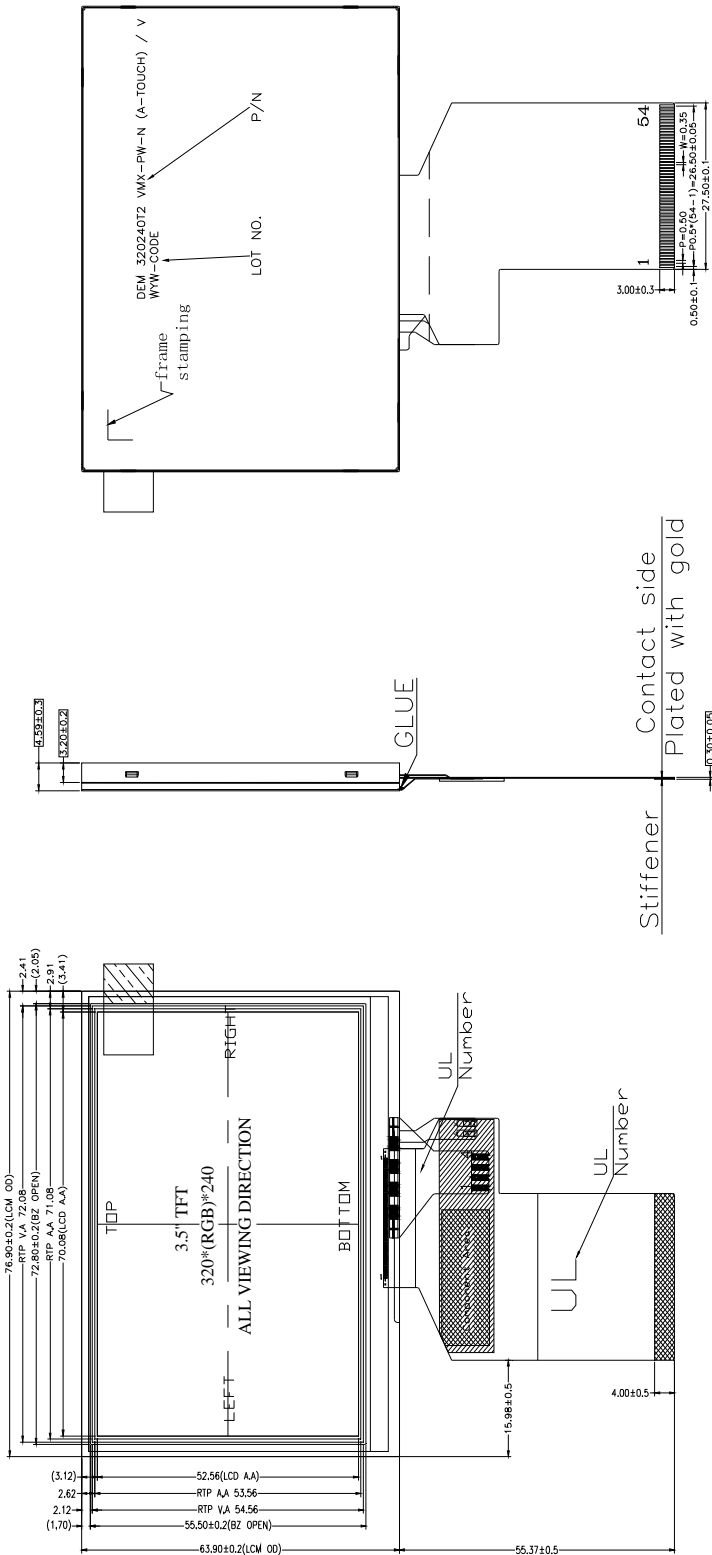 DEM 320240T2 VMX-PW-N (A-TOUCH) / V
WYW-CODE
P/N
LOT NO.
frame
stamping
1
54
3.00±0.3
P=0.50
W=0.35
P0.5*(54-1)=26.50±0.05
0.50±0.1
27.50±0.1
4.59±0.3
3.20±0.2
GLUE
Contact side
Plated with gold
Stiffener
0.30±0.05
76.90±0.2(LCM OD)
RTP V.A 72.08
72.80±0.2(BZ OPEN)
RTP A.A 71.08
70.08(LCD A.A)
2.41
(2.05)
2.91
(3.41)
TOP
3.5" TFT
320*(RGB)*240
ALL VIEWING DIRECTION
LEFT
RIGHT
BOTTOM
(3.12)
2.62
2.12
(1.70)
52.56(LCD A.A)
RTP A.A 53.56
RTP V.A 54.56
55.50±0.2(BZ OPEN)
63.90±0.2(LCM OD)
55.37±0.5
15.98±0.5
4.00±0.5
UL
Number
Component Area
UL
UL
Number